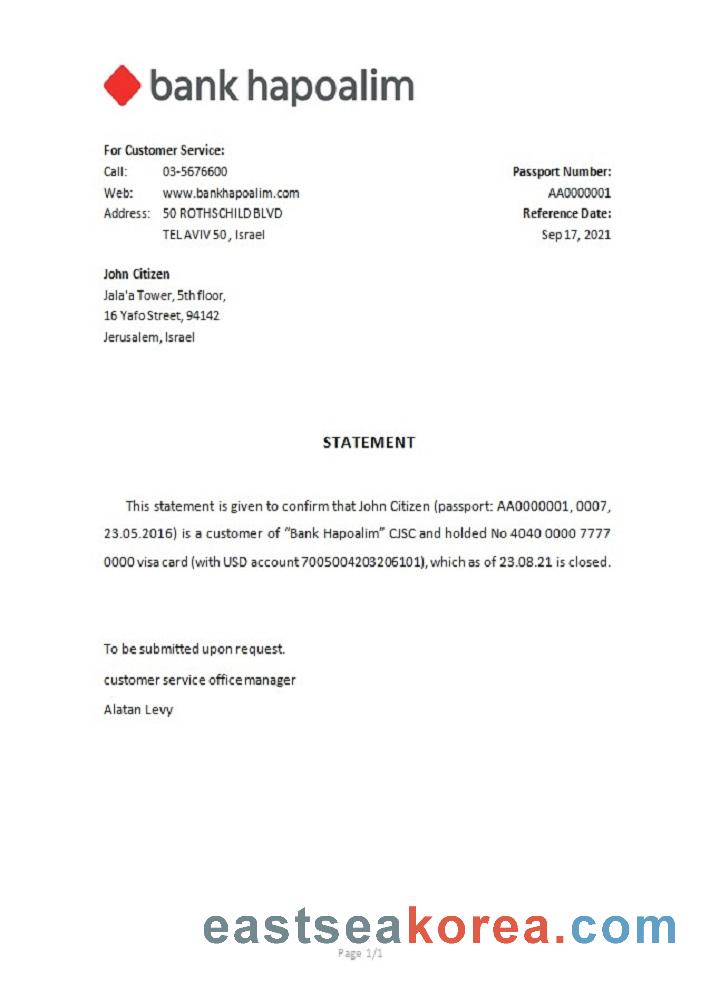 bank hapoalim
For Customer Service:
Call: 03-5676600
Passport Number:
Web: www.bankhapoalim.com
AA0000001
Address: 50 ROTHSCHILD BLVD
Reference Date:
TEL AVIV 50, Israel
Sep 17, 2021
John Citizen
Jala'a Tower, 5th floor,
16 Yafo Street, 94142
Jerusalem, Israel
STATEMENT
This statement is given to confirm that John Citizen (passport: AA0000001, 0007,
23.05.2016) is a customer of "Bank Hapoalim" CJSC and holded No 4040 0000 7777
0000 visa card (with USD account 7005004203206101), which as of 23.08.21 is closed.
To be submitted upon request.
customer service office manager
Alatan Levy
eastseakorea.com
Page 1/1